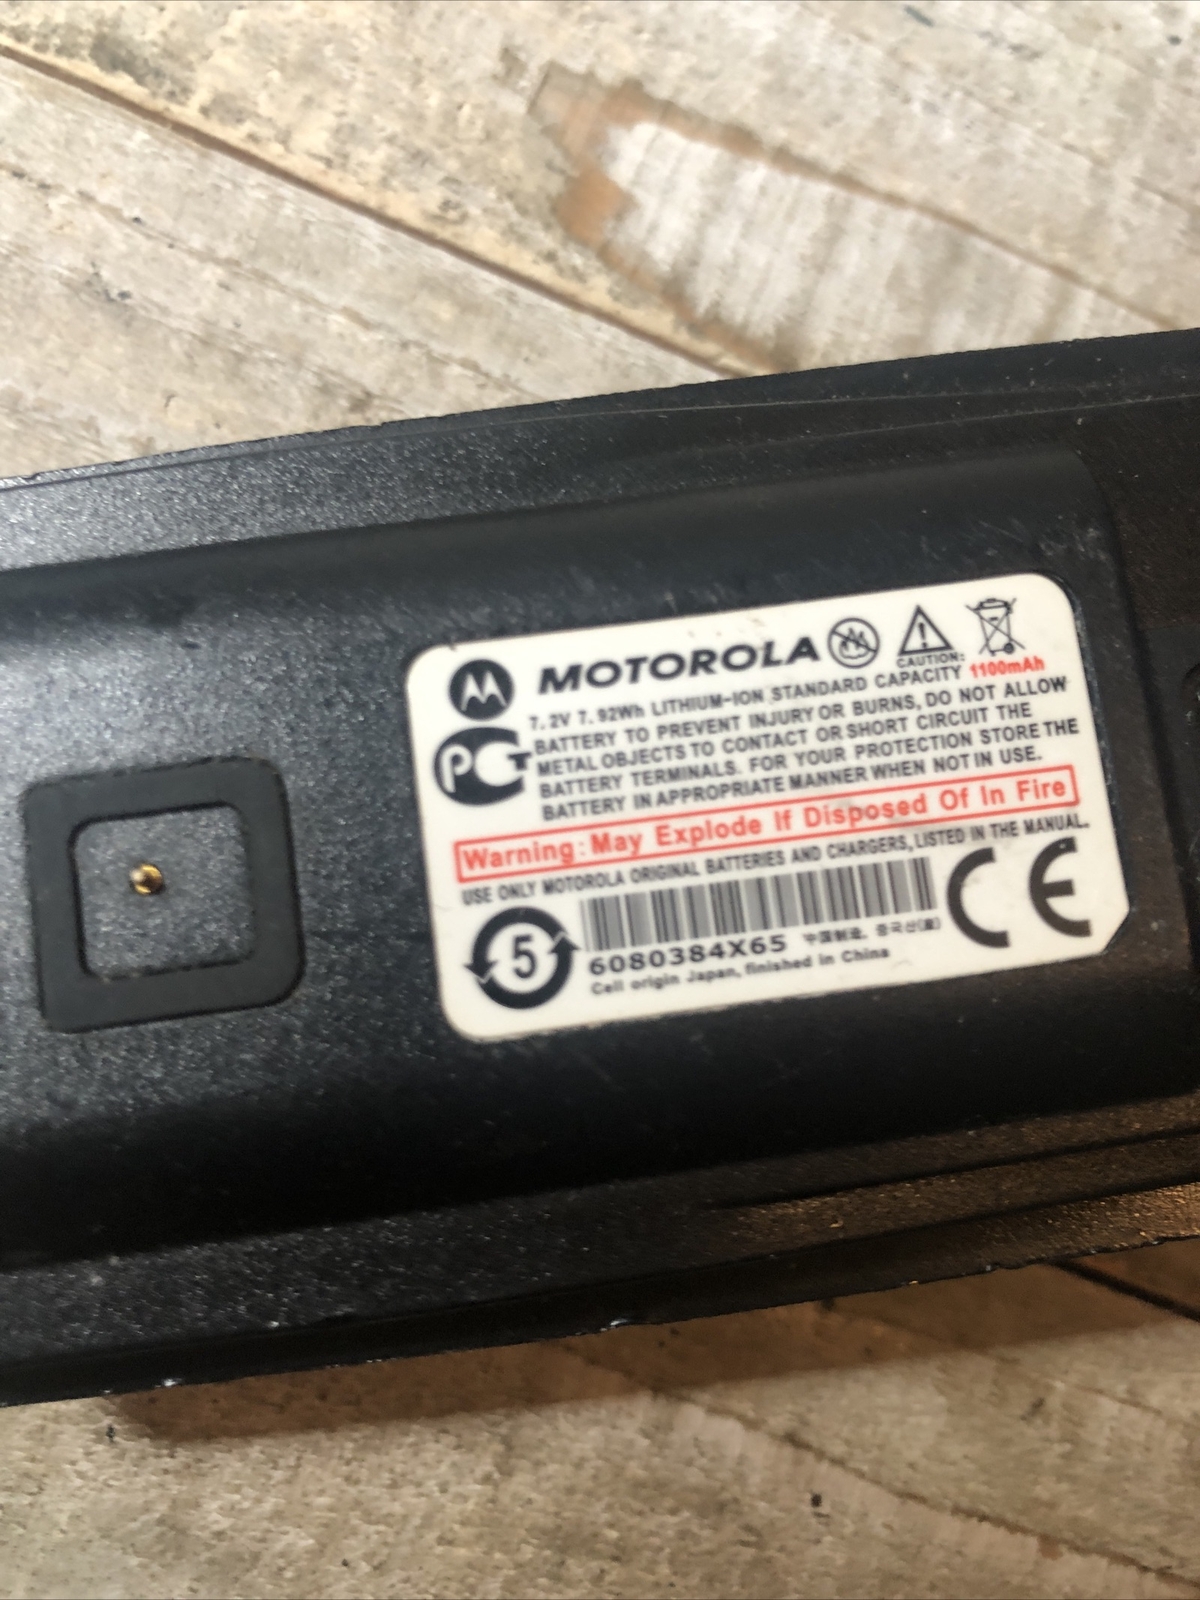 MOTOROLA
CAUTION:
7.2V 7.92Wh LITHIUM-ION STANDARD CAPACITY 1100mAh
BATTERY TO PREVENT INJURY OR BURNS, DO NOT ALLOW
METAL OBJECTS TO CONTACT OR SHORT CIRCUIT THE
BATTERY TERMINALS. FOR YOUR PROTECTION STORE THE
BATTERY IN APPROPRIATE MANNER WHEN NOT IN USE.
Warning: May Explode If Disposed Of In Fire
USE ONLY MOTOROLA ORIGINAL BATTERIES AND CHARGERS, LISTED IN THE MANUAL.
5
CE
6080384X65
Cell origin Japan, finished in China